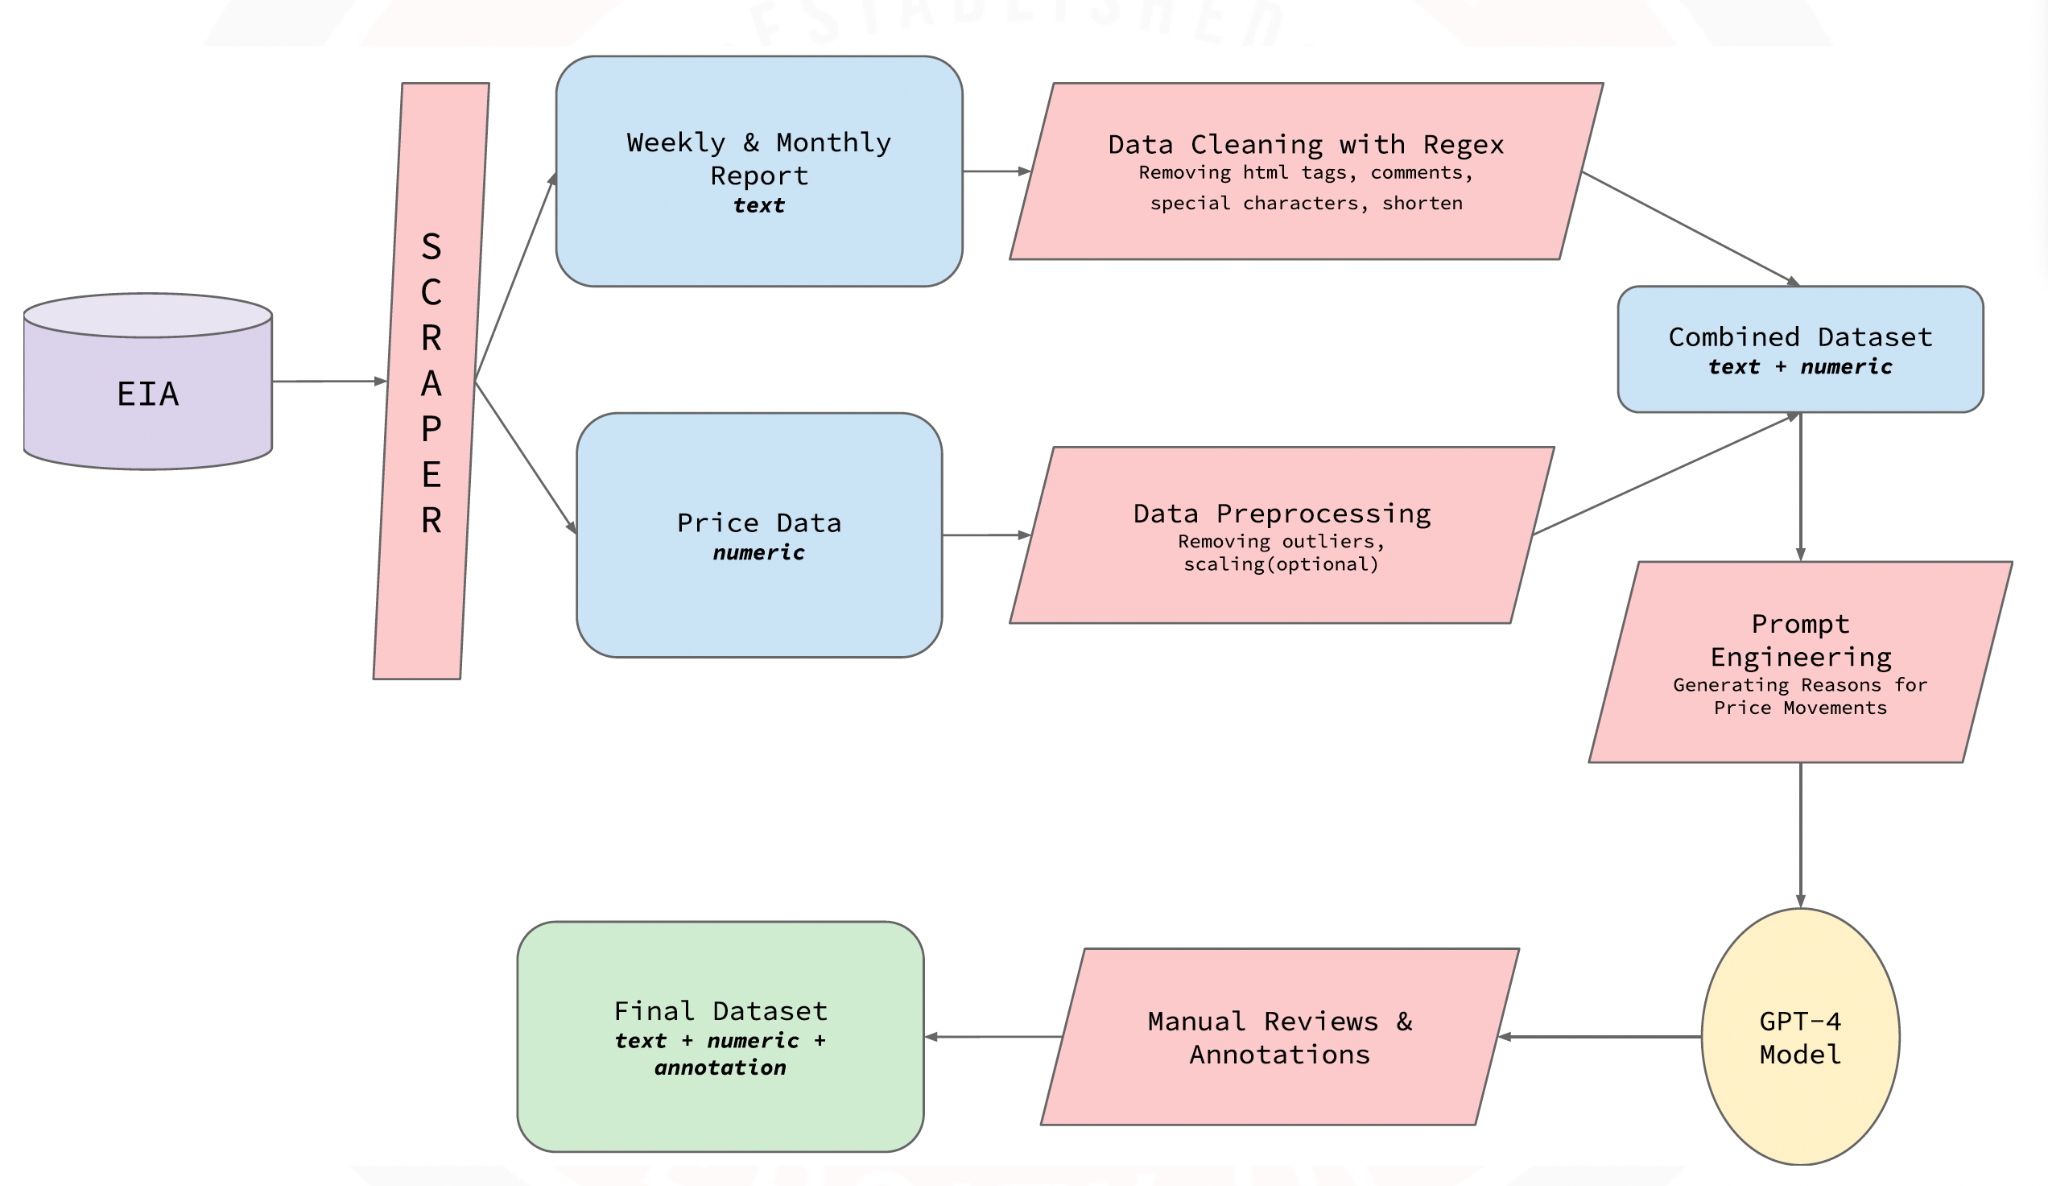 ESTABLISHED
EIA
SCRAPER
Weekly & Monthly
Report
text
Data Cleaning with Regex
Removing html tags, comments,
special characters, shorten
Combined Dataset
text + numeric
Price Data
numeric
Data Preprocessing
Removing outliers,
scaling(optional)
Prompt
Engineering
Generating Reasons for
Price Movements
GPT-4
Model
Manual Reviews &
Annotations
Final Dataset
text + numeric +
annotation